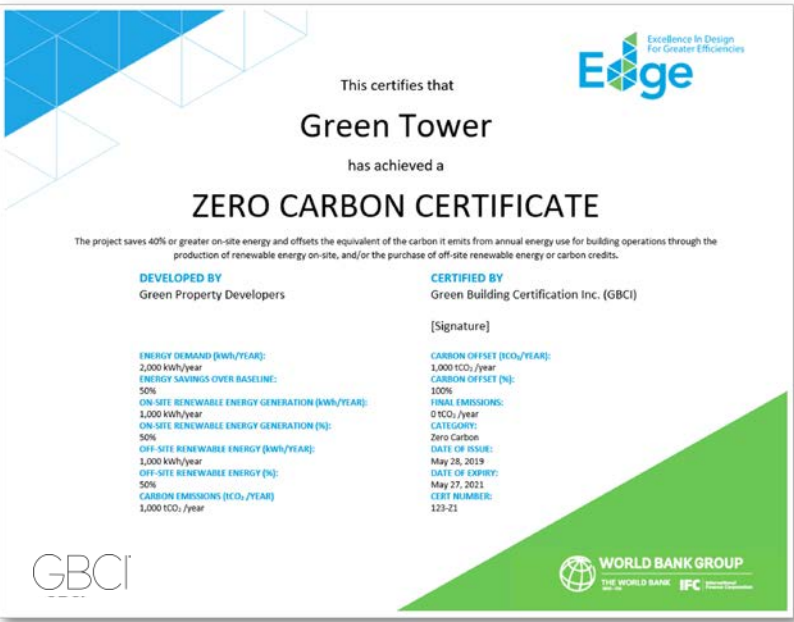 Excellence In Design
For Greater Efficiencies
Edge
This certifies that
Green Tower
has achieved a
ZERO CARBON CERTIFICATE
The project saves 40% or greater on-site energy and offsets the equivalent of the carbon it emits from annual energy use for building operations through the
production of renewable energy on-site, and/or the purchase of off-site renewable energy or carbon credits.
DEVELOPED BY
Green Property Developers
CERTIFIED BY
Green Building Certification Inc. (GBCI)
[Signature]
ENERGY DEMAND (kWh/YEAR):
2,000 kWh/year
ENERGY SAVINGS OVER BASELINE:
50%
ON-SITE RENEWABLE ENERGY GENERATION (kWh/YEAR):
1,000 kWh/year
ON-SITE RENEWABLE ENERGY GENERATION (%):
50%
OFF-SITE RENEWABLE ENERGY (kWh/YEAR):
1,000 kWh/year
OFF-SITE RENEWABLE ENERGY (%):
50%
CARBON EMISSIONS (tCO₂ /YEAR)
1,000 tCO₂ /year
CARBON OFFSET (tCO₂/YEAR):
1,000 tCO₂ /year
CARBON OFFSET (%):
100%
FINAL EMISSIONS:
0 tCO₂ /year
CATEGORY:
Zero Carbon
DATE OF ISSUE:
May 28, 2019
DATE OF EXPIRY:
May 27, 2021
CERT NUMBER:
123-Z1
GBCI
WORLD BANK GROUP
THE WORLD BANK
IFC International
Finance Corporation